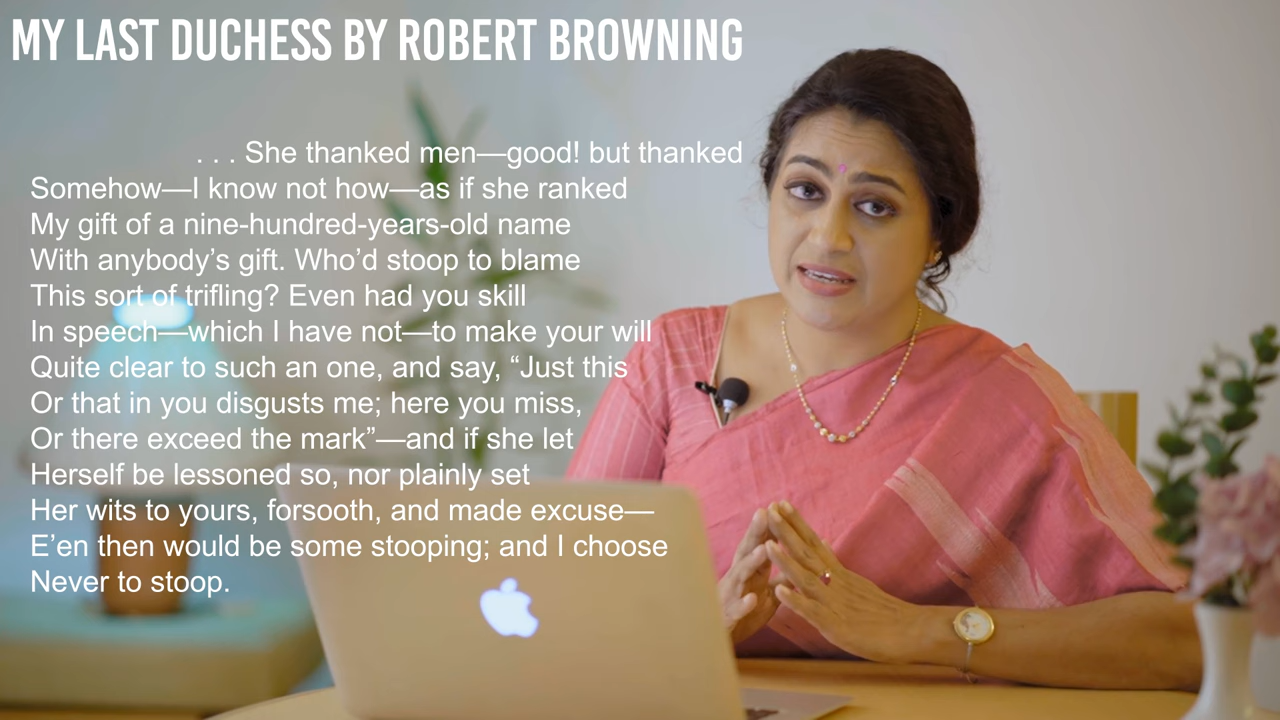 MY LAST DUCHESS BY ROBERT BROWNING
. . . She thanked men—good! but thanked
Somehow—I know not how—as if she ranked
My gift of a nine-hundred-years-old name
With anybody’s gift. Who’d stoop to blame
This sort of trifling? Even had you skill
In speech—which I have not—to make your will
Quite clear to such an one, and say, “Just this
Or that in you disgusts me; here you miss,
Or there exceed the mark”—and if she let
Herself be lessoned so, nor plainly set
Her wits to yours, forsooth, and made excuse—
E’en then would be some stooping; and I choose
Never to stoop.